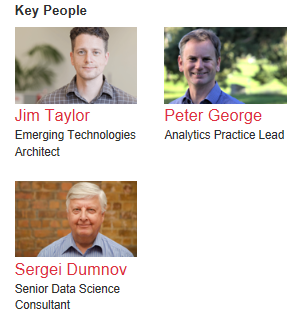 Key People
Jim Taylor
Emerging Technologies
Architect
Peter George
Analytics Practice Lead
Sergei Dumnov
Senior Data Science
Consultant